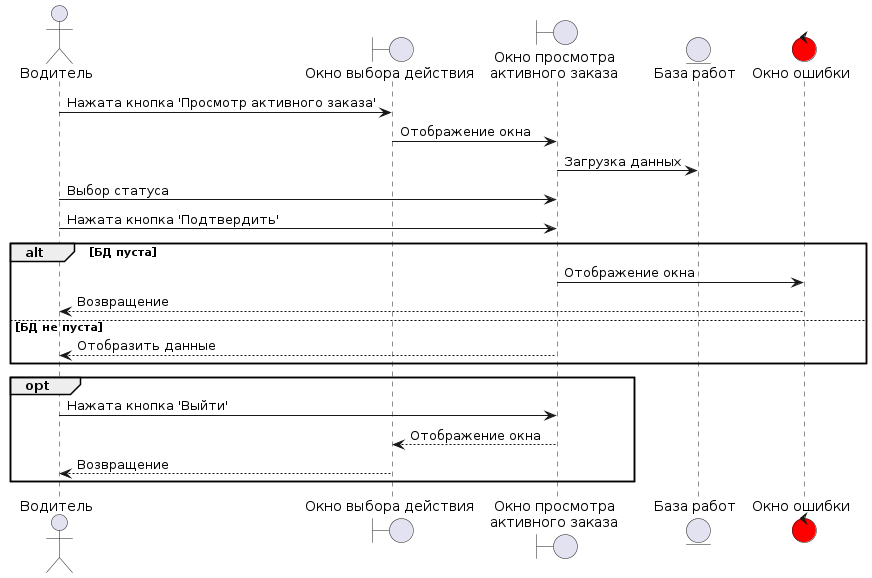 Водитель
Окно выбора действия
Окно просмотра
активного заказа
База работ
Окно ошибки
Нажата кнопка 'Просмотр активного заказа'
Отображение окна
Загрузка данных
Выбор статуса
Нажата кнопка 'Подтвердить'
alt [БД пуста]
Отображение окна
Возвращение
[БД не пуста]
Отобразить данные
opt
Нажата кнопка 'Выйти'
Отображение окна
Возвращение
Водитель
Окно выбора действия
Окно просмотра
активного заказа
База работ
Окно ошибки